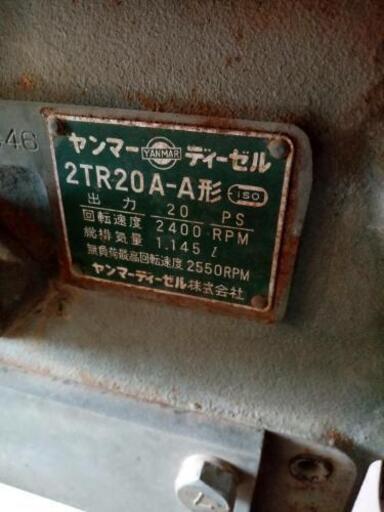 446
ヤンマー YANMAR ディーゼル
2TR20A-A形 ISO
出力 20 PS
回転速度 2400 RPM
総排気量 1.145 ℓ
無負荷最高回転速度 2550RPM
ヤンマーディーゼル株式会社